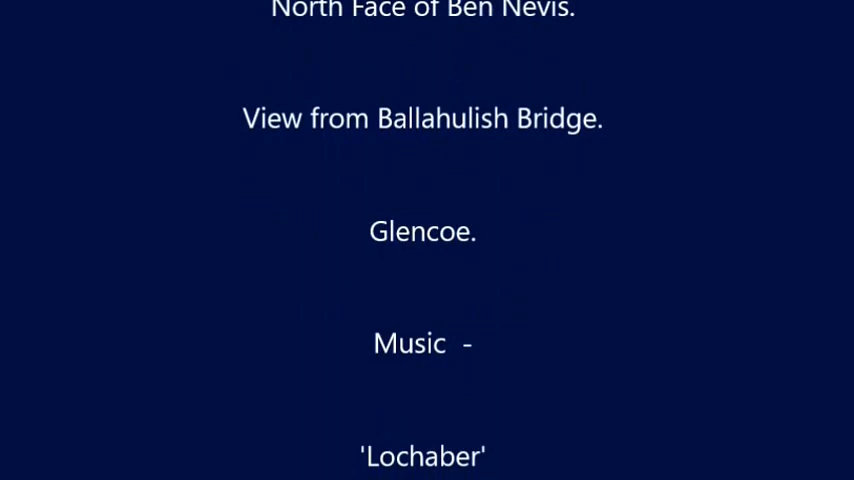 North Face of Ben Nevis.
View from Ballahulish Bridge.
Glencoe.
Music -
'Lochaber'